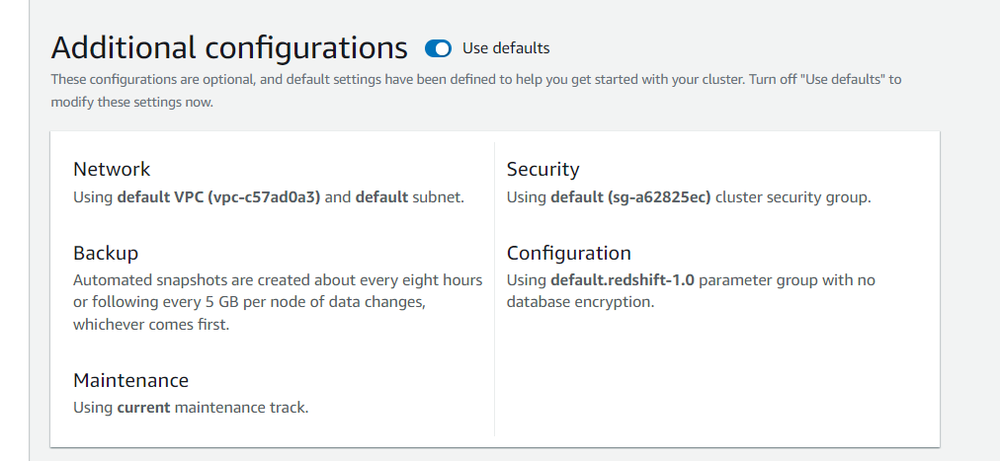 Additional configurations Use defaults
These configurations are optional, and default settings have been defined to help you get started with your cluster. Turn off "Use defaults" to
modify these settings now.
Network
Using default VPC (vpc-c57ad0a3) and default subnet.
Backup
Automated snapshots are created about every eight hours
or following every 5 GB per node of data changes,
whichever comes first.
Maintenance
Using current maintenance track.
Security
Using default (sg-a62825ec) cluster security group.
Configuration
Using default.redshift-1.0 parameter group with no
database encryption.